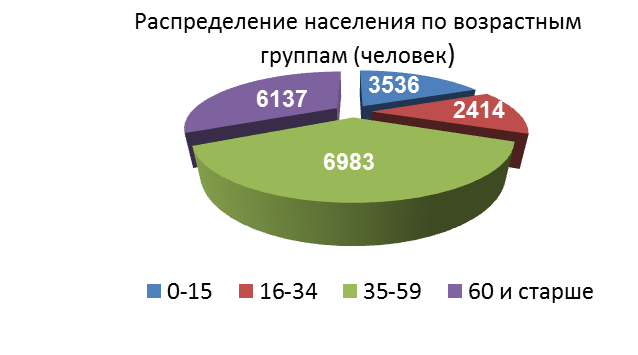 Распределение населения по возрастным
группам (человек)
3536
6137
2414
6983
0-15 16-34 35-59 60 и старше